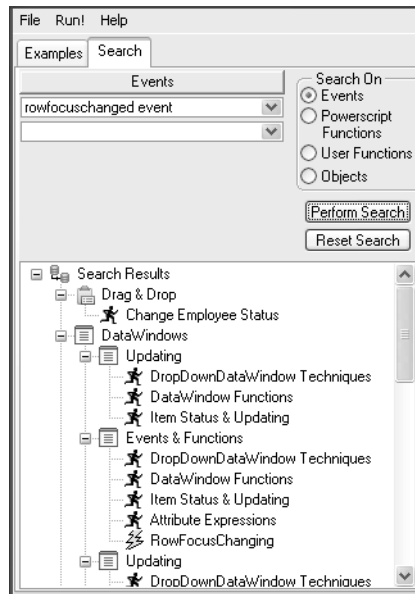 File Run! Help
Examples Search
Events
rowfocuschanged event
Search On
Events
Powerscript
Functions
User Functions
Objects
Perform Search
Reset Search
Search Results
Drag & Drop
Change Employee Status
DataWindows
Updating
DropDownDataWindow Techniques
DataWindow Functions
Item Status & Updating
Events & Functions
DropDownDataWindow Techniques
DataWindow Functions
Item Status & Updating
Attribute Expressions
RowFocusChanging
Updating
DropDownDataWindow Techniques